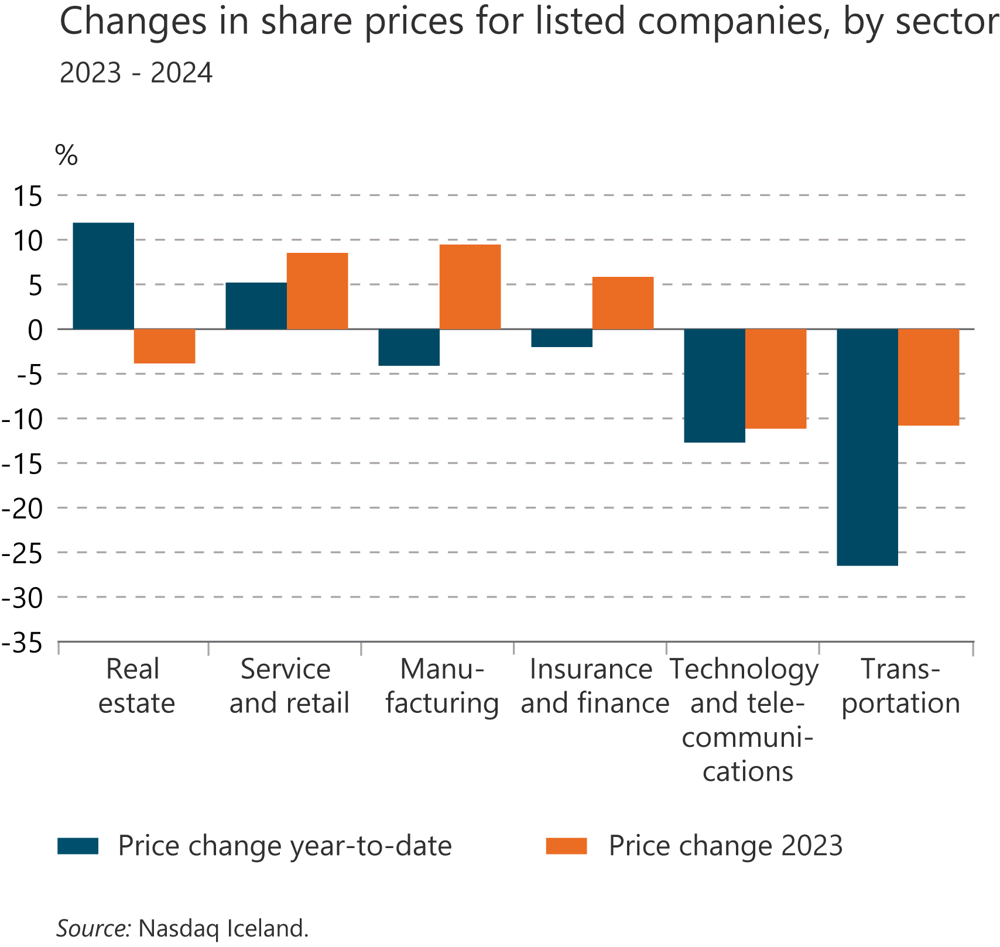 Changes in share prices for listed companies, by sector
2023 - 2024
%
15
10
5
0
-5
-10
-15
-20
-25
-30
-35
Real
estate
Service
and retail
Manu-
facturing
Insurance
and finance
Technology
and tele-
communi-
cations
Trans-
portation
Price change year-to-date
Price change 2023
Source: Nasdaq Iceland.